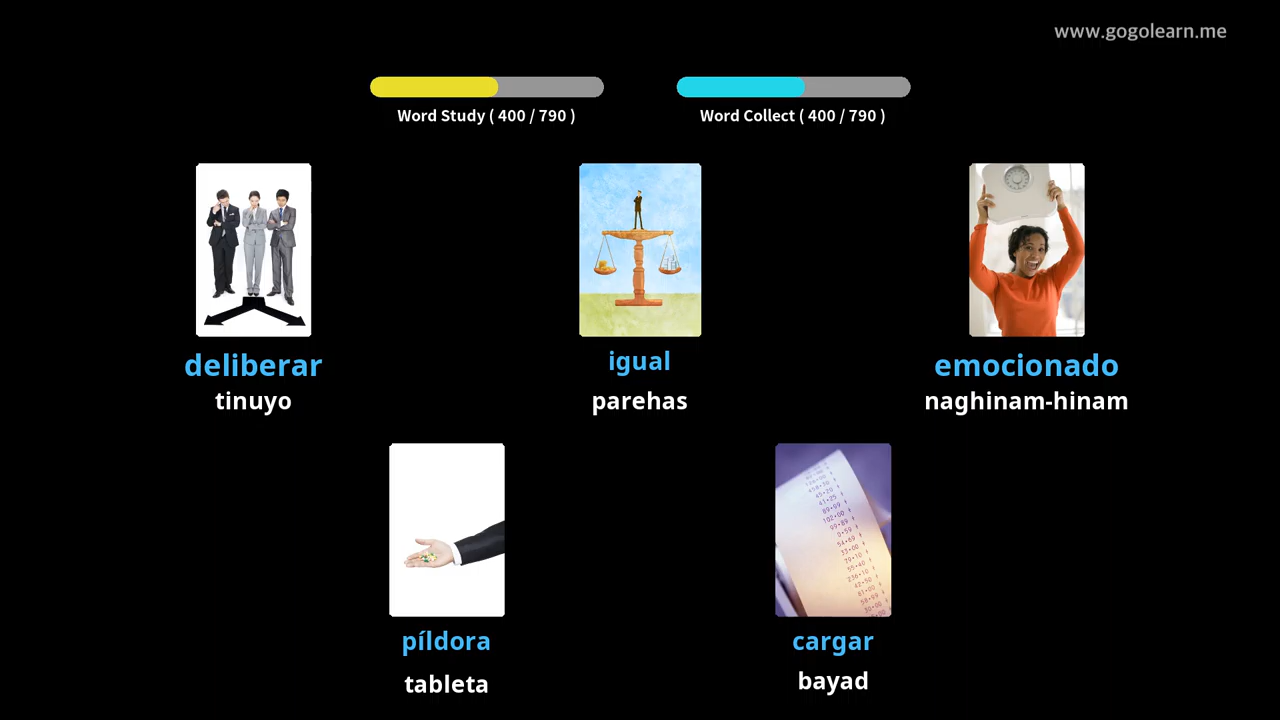 www.gogolearn.me
Word Study ( 400 / 790 )
Word Collect ( 400 / 790 )
deliberar
tinuyo
igual
parehas
emocionado
naghinam-hinam
píldora
tableta
cargar
bayad